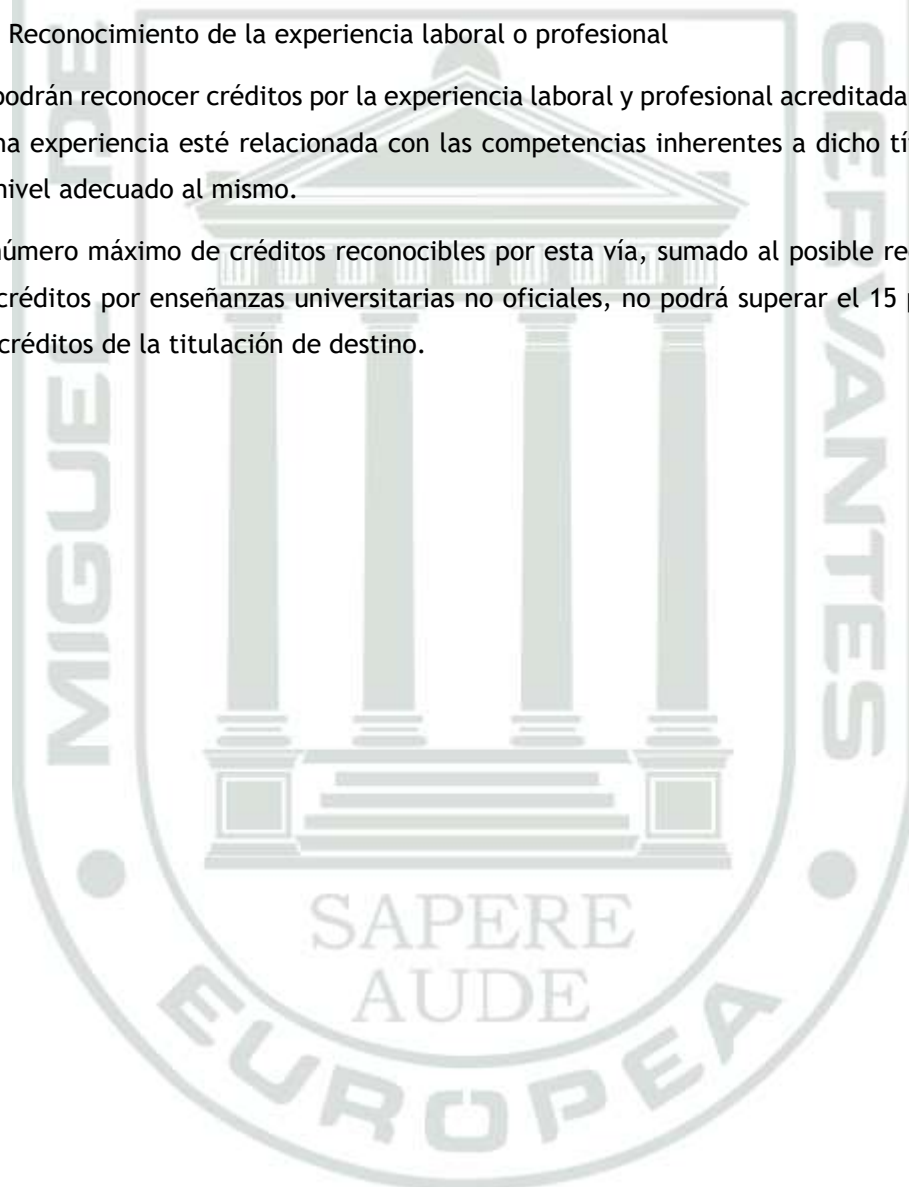 Reconocimiento de la experiencia laboral o profesional
podrán reconocer créditos por la experiencia laboral y profesional acreditada
experiencia esté relacionada con las competencias inherentes a dicho
nivel adecuado al mismo.
número máximo de créditos reconocibles por esta vía, sumado al posible
créditos por enseñanzas universitarias no oficiales, no podrá superar el 15
créditos de la titulación de destino.
MIGUEL DE
CERVANTES
SAPERE
AUDE
EUROPEA